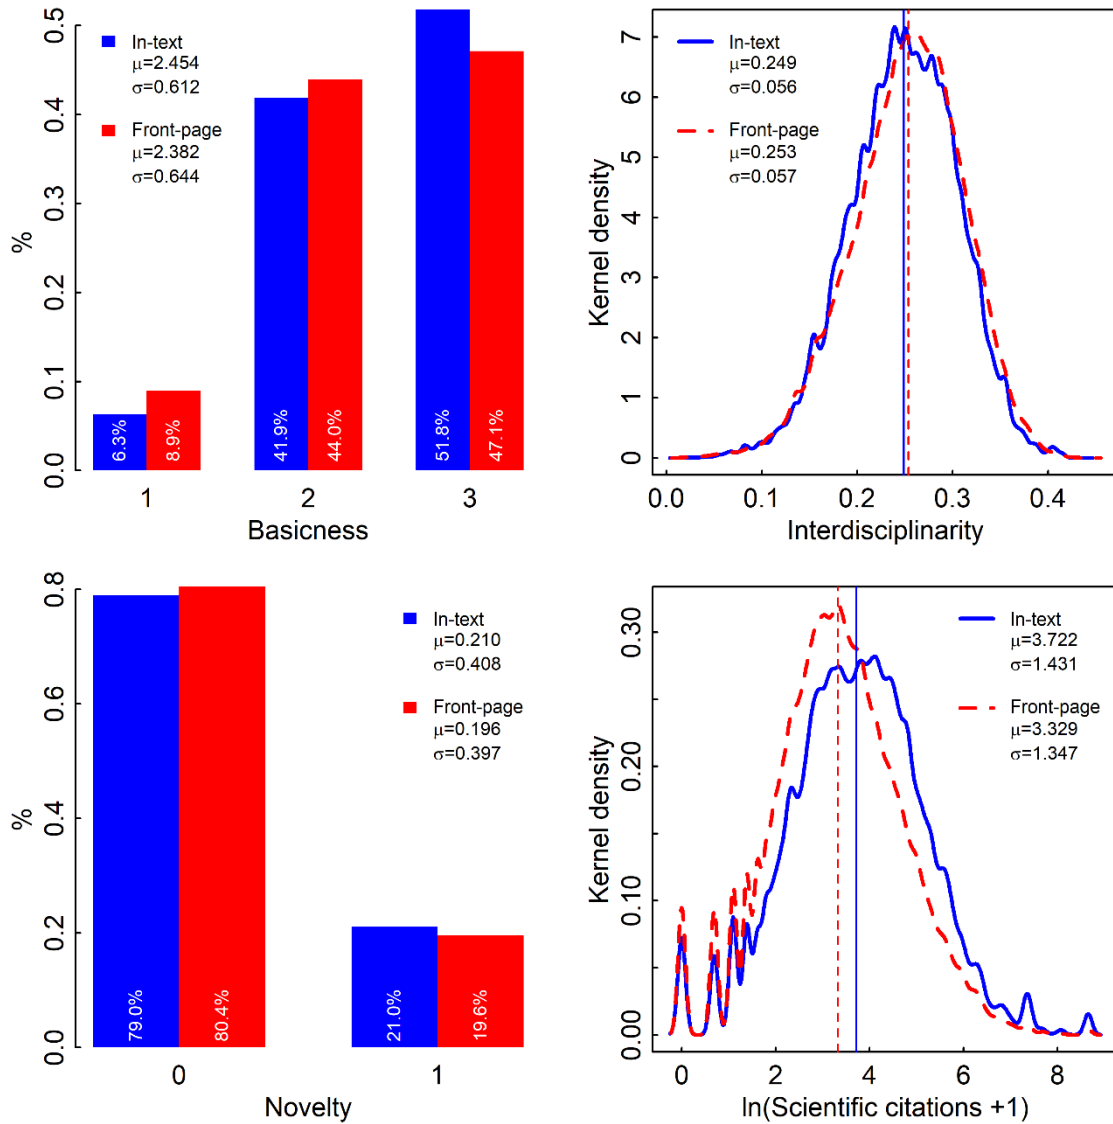 0.5
0.4
0.3
0.2
0.1
0.0
%
In-text
μ=2.454
σ=0.612
Front-page
μ=2.382
σ=0.644
6.3%
8.9%
41.9%
44.0%
51.8%
47.1%
1
2
3
Basicness
7
6
5
4
3
2
1
0
Kernel density
In-text
μ=0.249
σ=0.056
Front-page
μ=0.253
σ=0.057
0.0
0.1
0.2
0.3
0.4
Interdisciplinarity
0.8
0.6
0.4
0.2
0.0
%
In-text
μ=0.210
σ=0.408
Front-page
μ=0.196
σ=0.397
79.0%
80.4%
21.0%
19.6%
0
1
Novelty
0.30
0.20
0.10
0.00
Kernel density
In-text
μ=3.722
σ=1.431
Front-page
μ=3.329
σ=1.347
0
2
4
6
8
ln(Scientific citations +1)